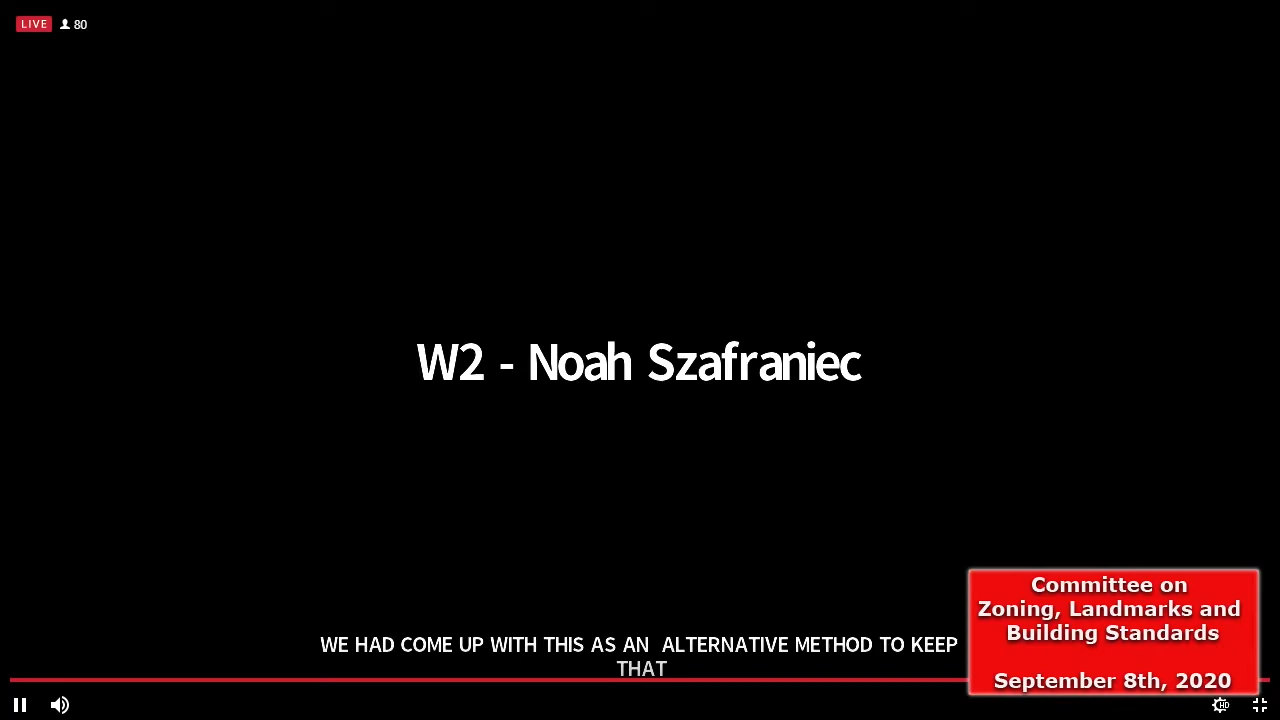 LIVE 80
W2 - Noah Szafraniec
WE HAD COME UP WITH THIS AS AN ALTERNATIVE METHOD TO KEEP
THAT
Committee on
Zoning, Landmarks and
Building Standards
September 8th, 2020
HD